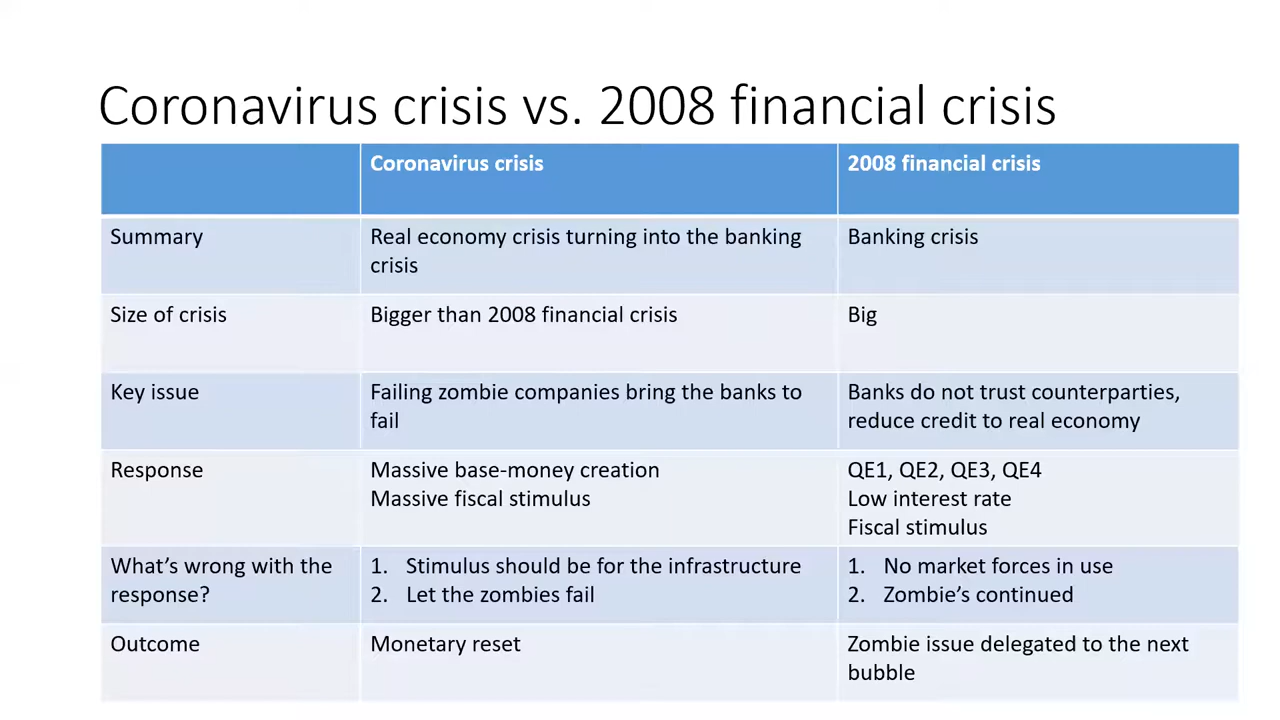 Coronavirus crisis vs. 2008 financial crisis
Coronavirus crisis
2008 financial crisis
Summary
Real economy crisis turning into the banking
crisis
Banking crisis
Size of crisis
Bigger than 2008 financial crisis
Big
Key issue
Failing zombie companies bring the banks to
fail
Banks do not trust counterparties,
reduce credit to real economy
Response
Massive base-money creation
Massive fiscal stimulus
QE1, QE2, QE3, QE4
Low interest rate
Fiscal stimulus
What's wrong with the
response?
1. Stimulus should be for the infrastructure
2. Let the zombies fail
1. No market forces in use
2. Zombie's continued
Outcome
Monetary reset
Zombie issue delegated to the next
bubble